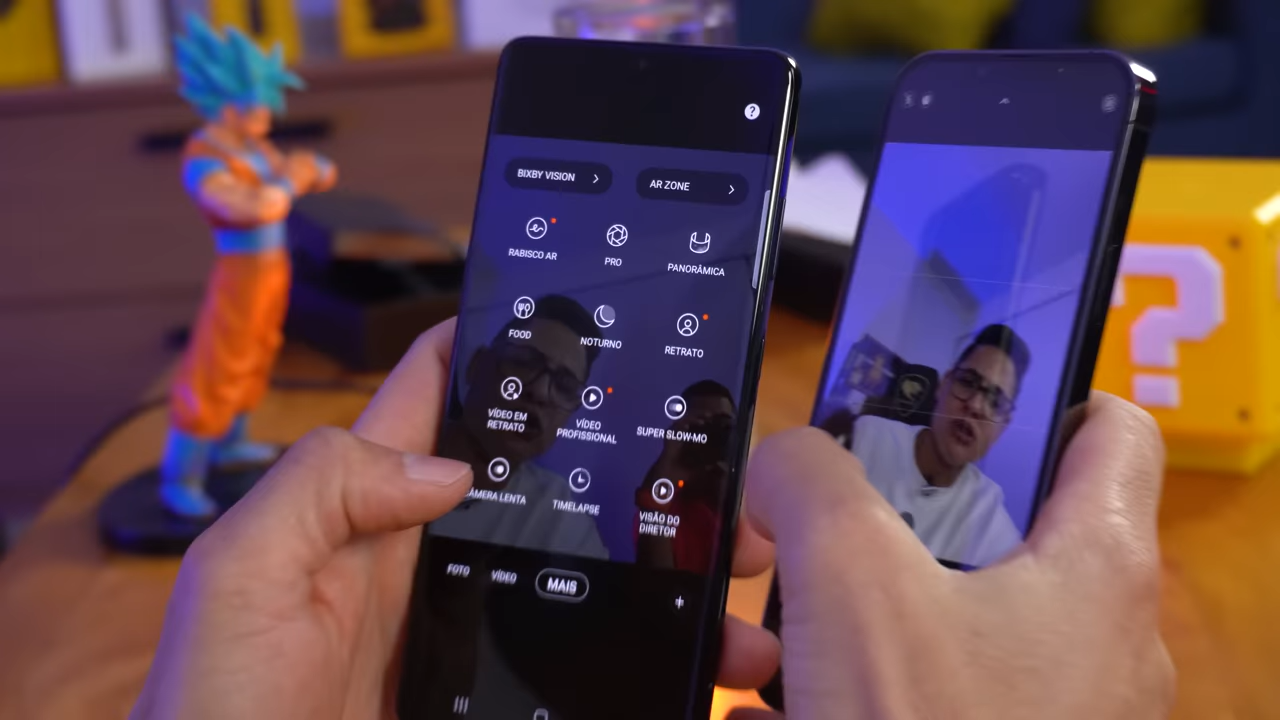 ?
BIXBY VISION
AR ZONE
RABISCO AR
PRO
PANORÂMICA
FOOD
NOTURNO
RETRATO
VÍDEO EM
RETRATO
VÍDEO
PROFISSIONAL
SUPER SLOW-MO
ÂMERA LENTA
TIMELAPSE
VISÃO DO
DIRETOR
FOTO
VÍDEO
MAIS
?